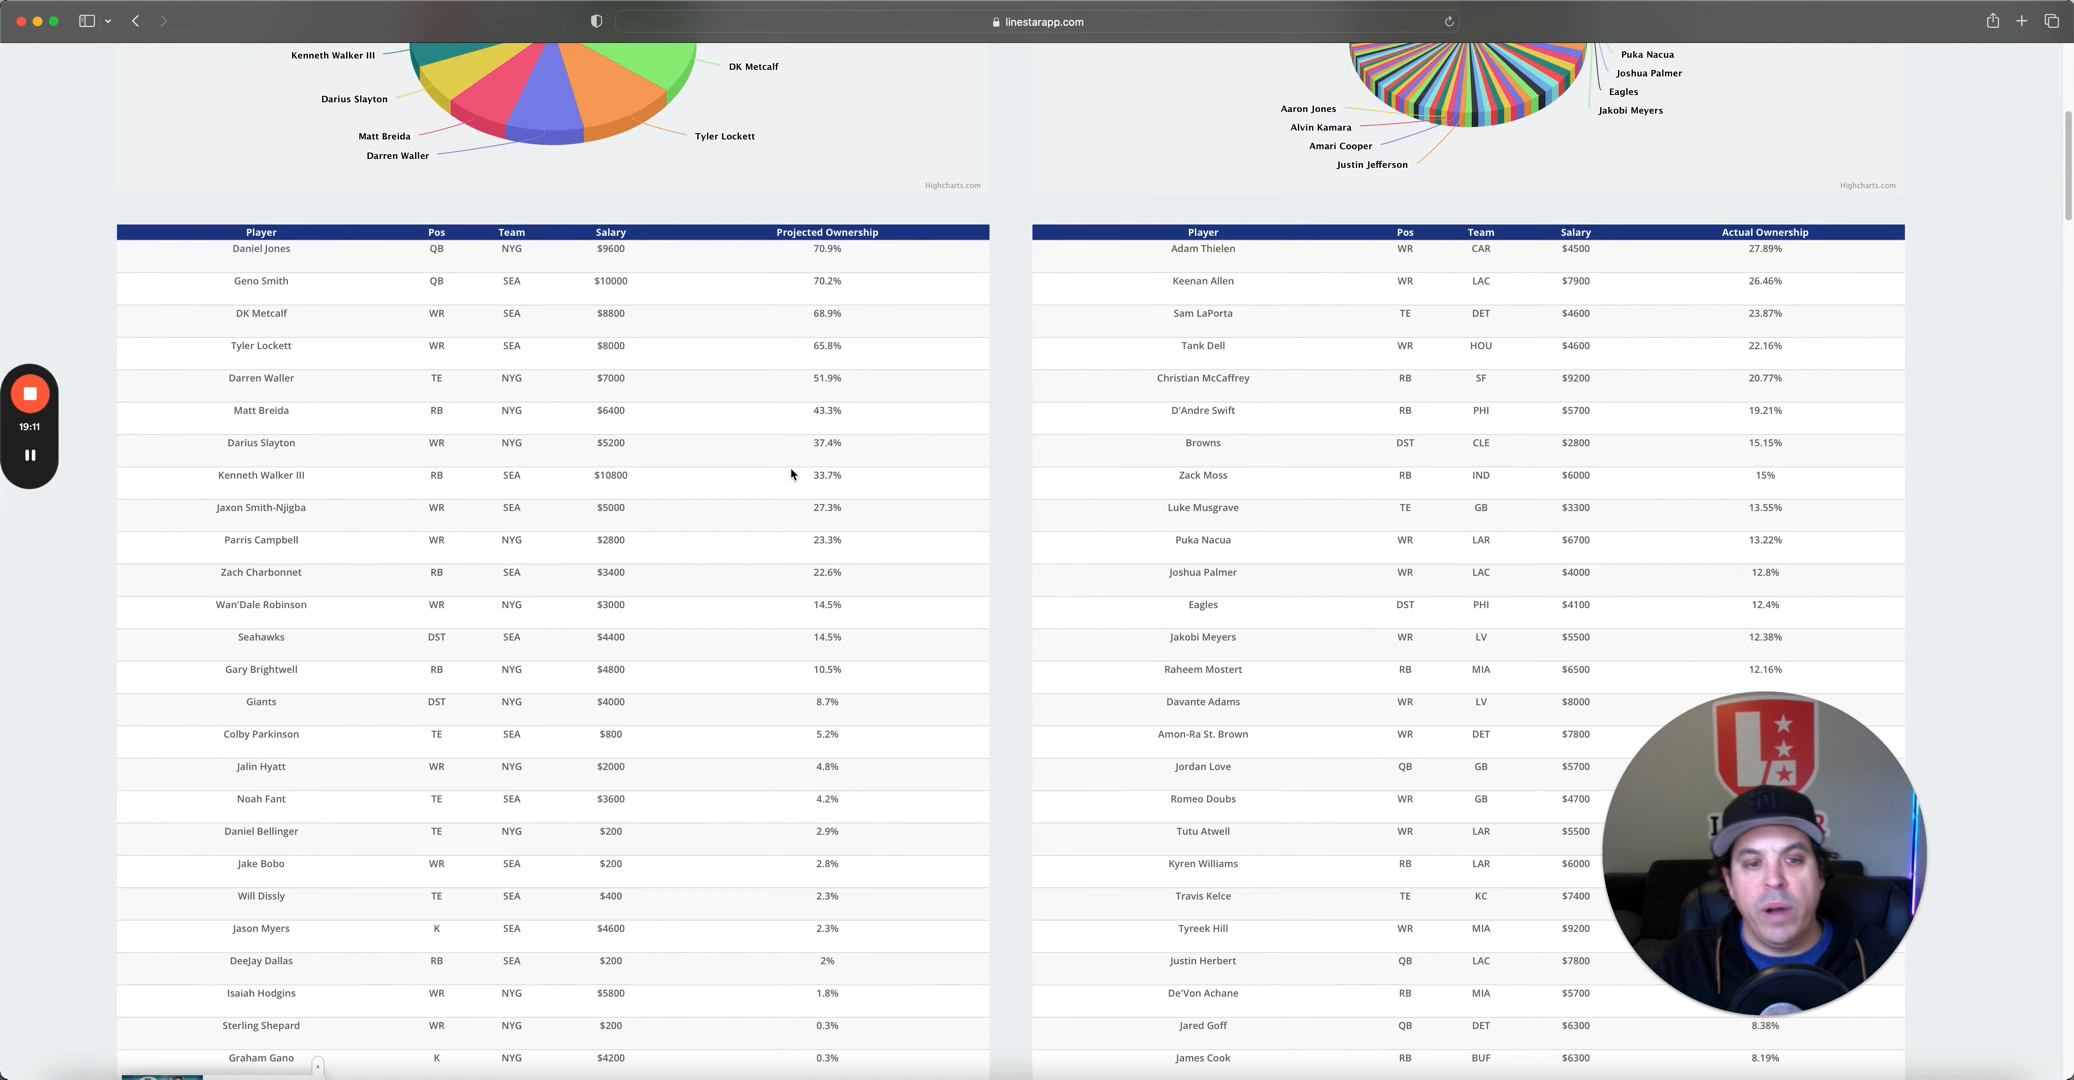 linestarapp.com
Kenneth Walker III
DK Metcalf
Darius Slayton
Matt Breida
Tyler Lockett
Darren Waller
Highcharts.com
Puka Nacua
Joshua Palmer
Eagles
Aaron Jones
Jakobi Meyers
Alvin Kamara
Amari Cooper
Justin Jefferson
Highcharts.com
19:11
Player Pos Team Salary Projected Ownership
Daniel Jones QB NYG $9600 70.9%
Geno Smith QB SEA $10000 70.2%
DK Metcalf WR SEA $8800 68.9%
Tyler Lockett WR SEA $8000 65.8%
Darren Waller TE NYG $7000 51.9%
Matt Breida RB NYG $6400 43.3%
Darius Slayton WR NYG $5200 37.4%
Kenneth Walker III RB SEA $10800 33.7%
Jaxon Smith-Njigba WR SEA $5000 27.3%
Parris Campbell WR NYG $2800 23.3%
Zach Charbonnet RB SEA $3400 22.6%
Wan'Dale Robinson WR NYG $3000 14.5%
Seahawks DST SEA $4400 14.5%
Gary Brightwell RB NYG $4800 10.5%
Giants DST NYG $4000 8.7%
Colby Parkinson TE SEA $800 5.2%
Jalin Hyatt WR NYG $2000 4.8%
Noah Fant TE SEA $3600 4.2%
Daniel Bellinger TE NYG $200 2.9%
Jake Bobo WR SEA $200 2.8%
Will Dissly TE SEA $400 2.3%
Jason Myers K SEA $4600 2.3%
DeeJay Dallas RB SEA $200 2%
Isaiah Hodgins WR NYG $5800 1.8%
Sterling Shepard WR NYG $200 0.3%
Graham Gano K NYG $4200 0.3%
Player Pos Team Salary Actual Ownership
Adam Thielen WR CAR $4500 27.89%
Keenan Allen WR LAC $7900 26.46%
Sam LaPorta TE DET $4600 23.87%
Tank Dell WR HOU $4600 22.16%
Christian McCaffrey RB SF $9200 20.77%
D'Andre Swift RB PHI $5700 19.21%
Browns DST CLE $2800 15.15%
Zack Moss RB IND $6000 15%
Luke Musgrave TE GB $3300 13.55%
Puka Nacua WR LAR $6700 13.22%
Joshua Palmer WR LAC $4000 12.8%
Eagles DST PHI $4100 12.4%
Jakobi Meyers WR LV $5500 12.38%
Raheem Mostert RB MIA $6500 12.16%
Davante Adams WR LV $8000
Amon-Ra St. Brown WR DET $7800
Jordan Love QB GB $5700
Romeo Doubs WR GB $4700
Tutu Atwell WR LAR $5500
Kyren Williams RB LAR $6000
Travis Kelce TE KC $7400
Tyreek Hill WR MIA $9200
Justin Herbert QB LAC $7800
De'Von Achane RB MIA $5700
Jared Goff QB DET $6300 8.38%
James Cook RB BUF $6300 8.19%